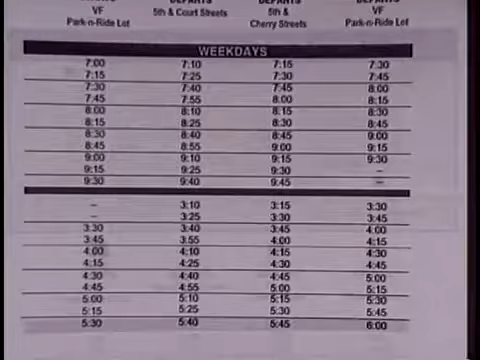 DEPARTS DEPARTS
VF 5th & Court Streets 5th & VF
Park-n-Ride Lot Cherry Streets Park-n-Ride Lot
WEEKDAYS
7:00 7:10 7:15 7:30
7:15 7:25 7:30 7:45
7:30 7:40 7:45 8:00
7:45 7:55 8:00 8:15
8:00 8:10 8:15 8:30
8:15 8:25 8:30 8:45
8:30 8:40 8:45 9:00
8:45 8:55 9:00 9:15
9:00 9:10 9:15 9:30
9:15 9:25 9:30 –
9:30 9:40 9:45 –
– 3:10 3:15 3:30
– 3:25 3:30 3:45
3:30 3:40 3:45 4:00
3:45 3:55 4:00 4:15
4:00 4:10 4:15 4:30
4:15 4:25 4:30 4:45
4:30 4:40 4:45 5:00
4:45 4:55 5:00 5:15
5:00 5:10 5:15 5:30
5:15 5:25 5:30 5:45
5:30 5:40 5:45 6:00